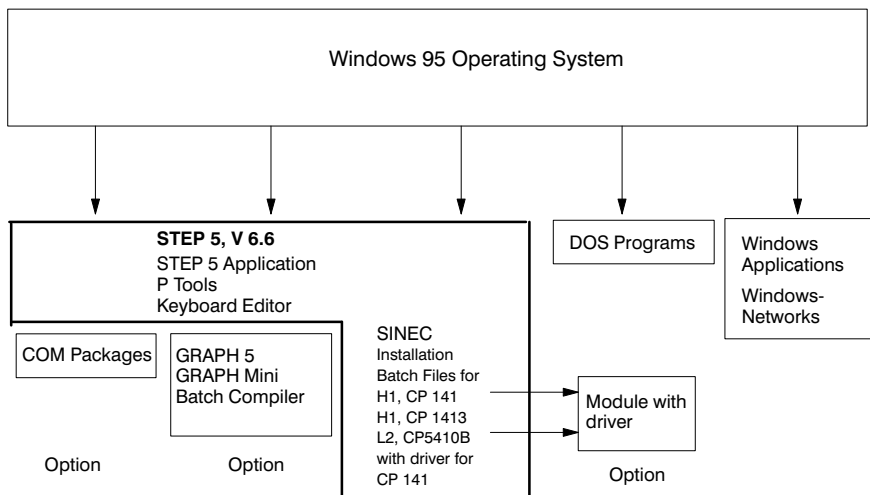 Windows 95 Operating System
STEP 5, V 6.6
STEP 5 Application
P Tools
Keyboard Editor
DOS Programs
Windows
Applications
Windows-
Networks
COM Packages
GRAPH 5
GRAPH Mini
Batch Compiler
SINEC
Installation
Batch Files for
H1, CP 141
H1, CP 1413
L2, CP5410B
with driver for
CP 141
Module with
driver
Option
Option
Option